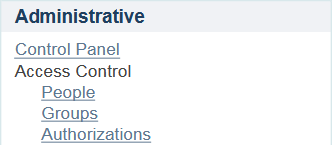 Administrative
Control Panel
Access Control
People
Groups
Authorizations